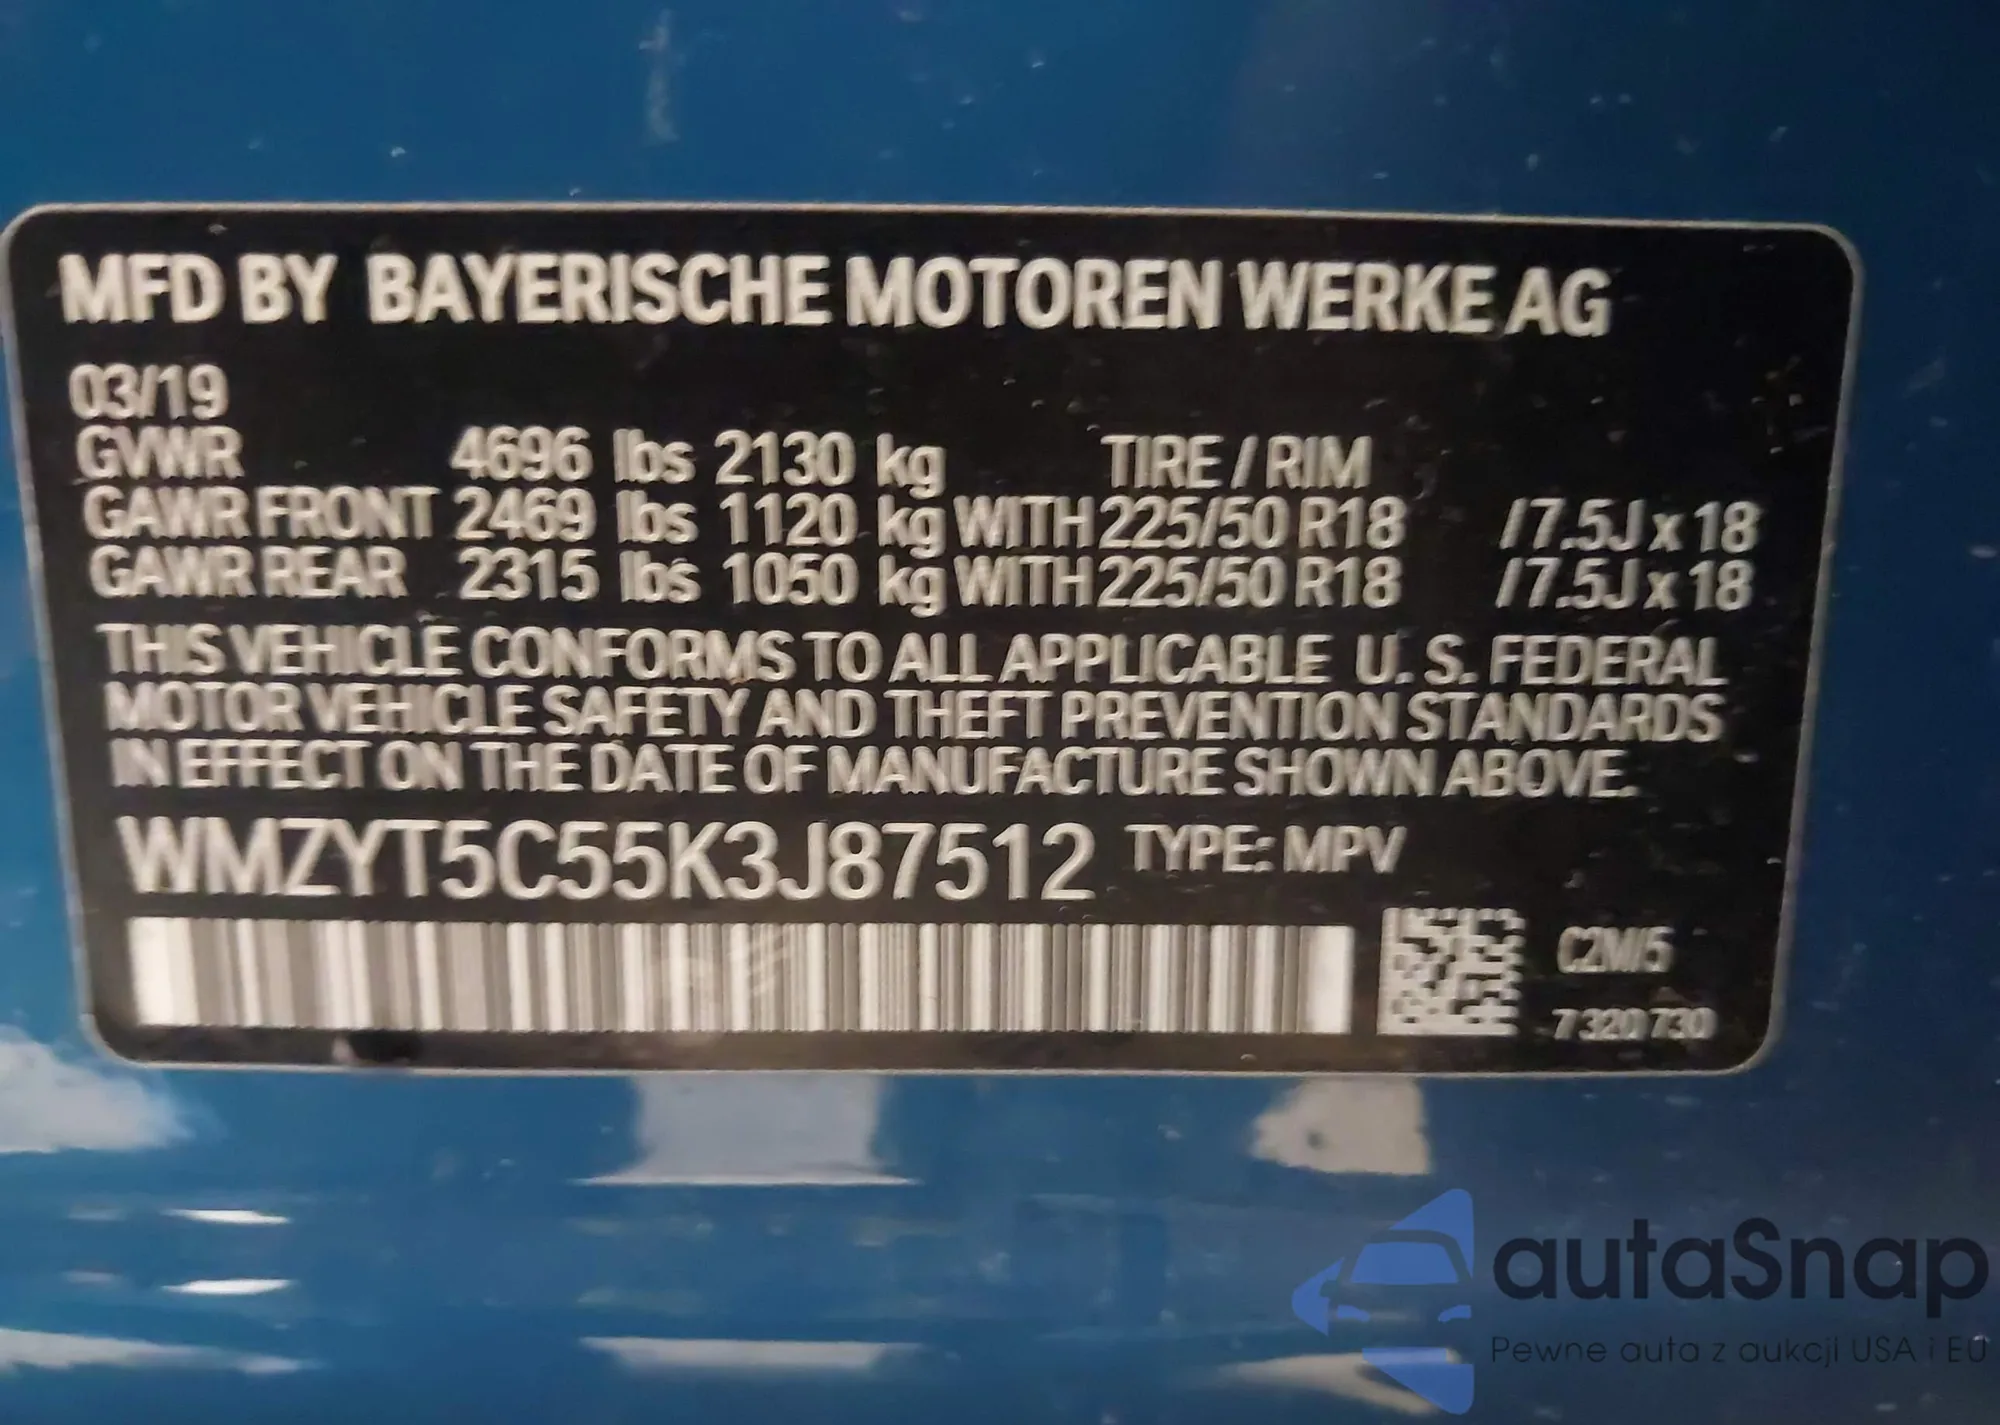 MFD BY BAYERISCHE MOTOREN WERKE AG
03/19
GVWR 4696 lbs 2130 kg TIRE / RIM
GAWR FRONT 2469 lbs 1120 kg WITH 225/50 R18 /7.5J x 18
GAWR REAR 2315 lbs 1050 kg WITH 225/50 R18 /7.5J x 18
THIS VEHICLE CONFORMS TO ALL APPLICABLE U.S. FEDERAL
MOTOR VEHICLE SAFETY AND THEFT PREVENTION STANDARDS
IN EFFECT ON THE DATE OF MANUFACTURE SHOWN ABOVE.
WMZYT5C55K3J87512 TYPE: MPV
C2M/5
7 320 730
autaSnap
Pewne auta z aukcji USA i EU